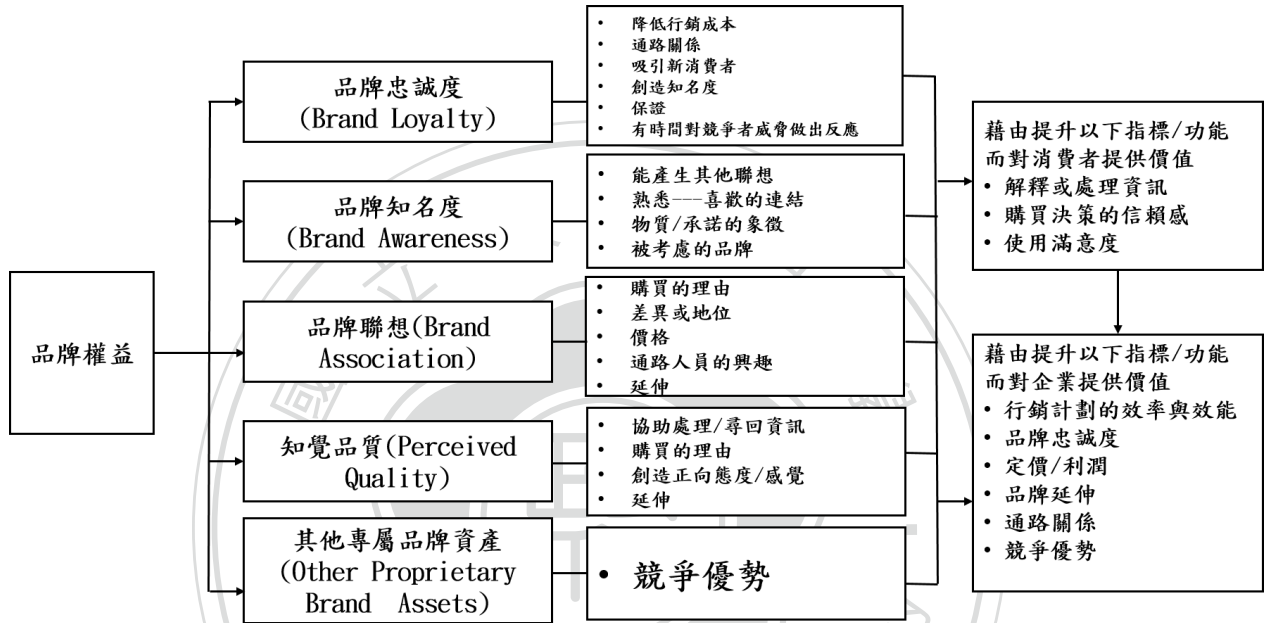 品牌權益
品牌忠誠度
(Brand Loyalty)
• 降低行銷成本
• 通路關係
• 吸引新消費者
• 創造知名度
• 保證
• 有時間對競爭者威脅做出反應
品牌知名度
(Brand Awareness)
• 能產生其他聯想
• 熟悉---喜歡的連結
• 物質/承諾的象徵
• 被考慮的品牌
品牌聯想(Brand
Association)
• 購買的理由
• 差異或地位
• 價格
• 通路人員的興趣
• 延伸
知覺品質(Perceived
Quality)
• 協助處理/尋回資訊
• 購買的理由
• 創造正向態度/感覺
• 延伸
其他專屬品牌資產
(Other Proprietary
Brand Assets)
• 競爭優勢
藉由提升以下指標/功能
而對消費者提供價值
• 解釋或處理資訊
• 購買決策的信賴感
• 使用滿意度
藉由提升以下指標/功能
而對企業提供價值
• 行銷計劃的效率與效能
• 品牌忠誠度
• 定價/利潤
• 品牌延伸
• 通路關係
• 競爭優勢
國
立